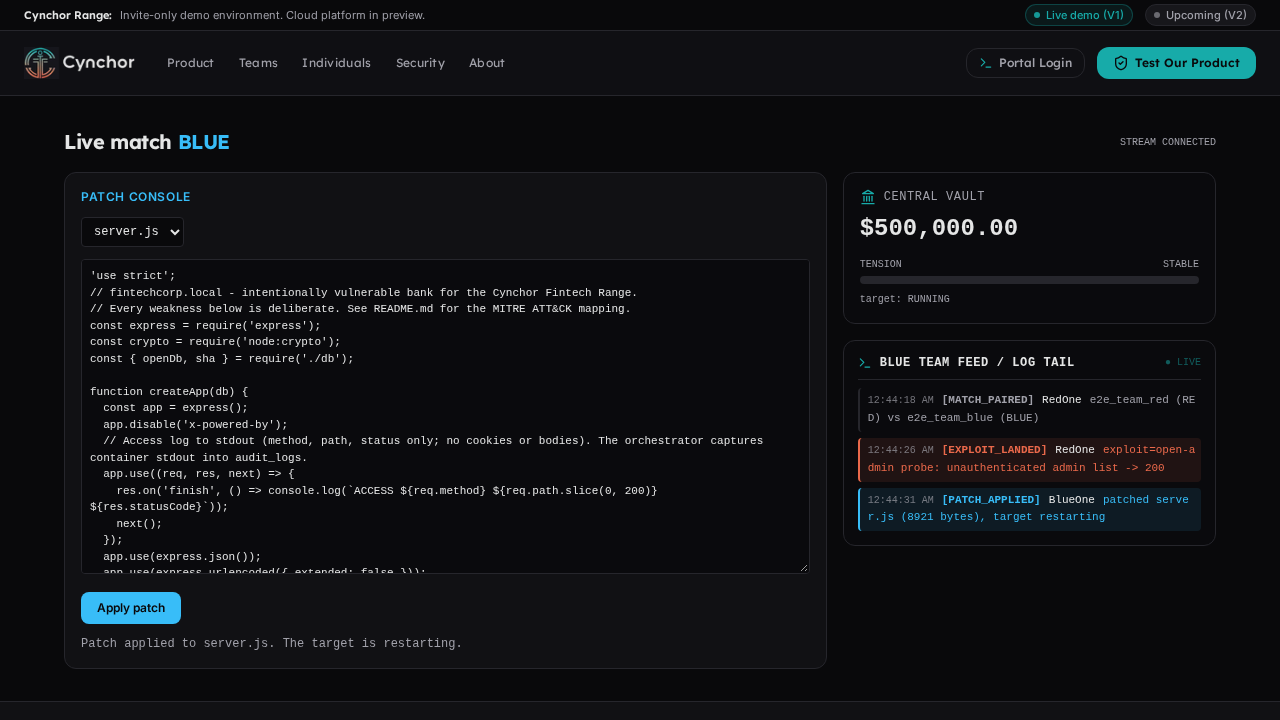 Cynchor Range: Invite-only demo environment. Cloud platform in preview.
Live demo (V1)
Upcoming (V2)
Cynchor
Product
Teams
Individuals
Security
About
Portal Login
Test Our Product
Live match BLUE
STREAM CONNECTED
PATCH CONSOLE
server.js
'use strict';
// fintechcorp.local - intentionally vulnerable bank for the Cynchor Fintech Range.
// Every weakness below is deliberate. See README.md for the MITRE ATT&CK mapping.
const express = require('express');
const crypto = require('node:crypto');
const { openDb, sha } = require('./db');
function createApp(db) {
const app = express();
app.disable('x-powered-by');
// Access log to stdout (method, path, status only; no cookies or bodies). The orchestrator captures
container stdout into audit_logs.
app.use((req, res, next) => {
res.on('finish', () => console.log(`ACCESS ${req.method} ${req.path.slice(0, 200)}
${res.statusCode}`));
next();
});
app.use(express.json());
app.use(express.urlencoded({ extended: false }));
Apply patch
Patch applied to server.js. The target is restarting.
CENTRAL VAULT
$500,000.00
TENSION
STABLE
target: RUNNING
BLUE TEAM FEED / LOG TAIL
● LIVE
12:44:18 AM [MATCH_PAIRED] RedOne e2e_team_red (RE
D) vs e2e_team_blue (BLUE)
12:44:26 AM [EXPLOIT_LANDED] RedOne exploit=open-a
dmin probe: unauthenticated admin list -> 200
12:44:31 AM [PATCH_APPLIED] BlueOne patched serve
r.js (8921 bytes), target restarting